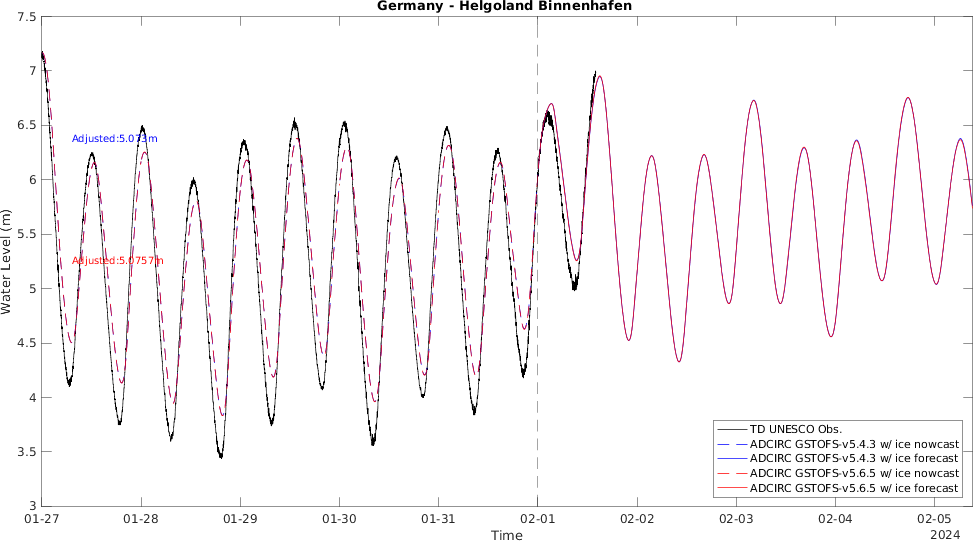 Germany - Helgoland Binnenhafen
7.5
7
6.5
6
5.5
5
4.5
4
3.5
3
Water Level (m)
Adjusted:5.073m
Adjusted:5.0757m
TD UNESCO Obs.
ADCIRC GSTOFS-v5.4.3 w/ ice nowcast
ADCIRC GSTOFS-v5.4.3 w/ ice forecast
ADCIRC GSTOFS-v5.6.5 w/ ice nowcast
ADCIRC GSTOFS-v5.6.5 w/ ice forecast
01-27 01-28 01-29 01-30 01-31 02-01 02-02 02-03 02-04 02-05
Time
2024